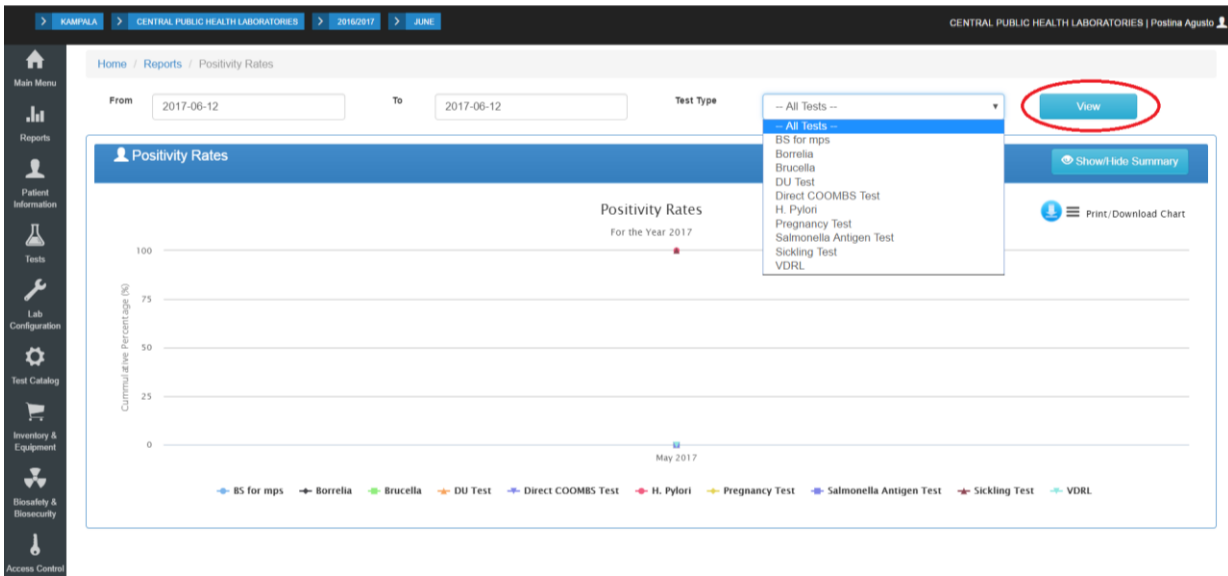 KAMPALA CENTRAL PUBLIC HEALTH LABORATORIES 2016/2017 JUNE
CENTRAL PUBLIC HEALTH LABORATORIES | Postina Agusto
Main Menu
Reports
Patient
Information
Tests
Lab
Configuration
Test Catalog
Inventory &
Equipment
Biosafety &
Biosecurity
Access Control
Home / Reports / Positivity Rates
From 2017-06-12 To 2017-06-12 Test Type -- All Tests -- View
-- All Tests --
BS for mps
Borrelia
Brucella
DU Test
Direct COOMBS Test
H. Pylori
Pregnancy Test
Salmonella Antigen Test
Sickling Test
VDRL
Positivity Rates
Show/Hide Summary
Positivity Rates
For the Year 2017
Print/Download Chart
Cummulative Percentage (%)
100
75
50
25
0
May 2017
BS for mps Borrelia Brucella DU Test Direct COOMBS Test H. Pylori Pregnancy Test Salmonella Antigen Test Sickling Test VDRL